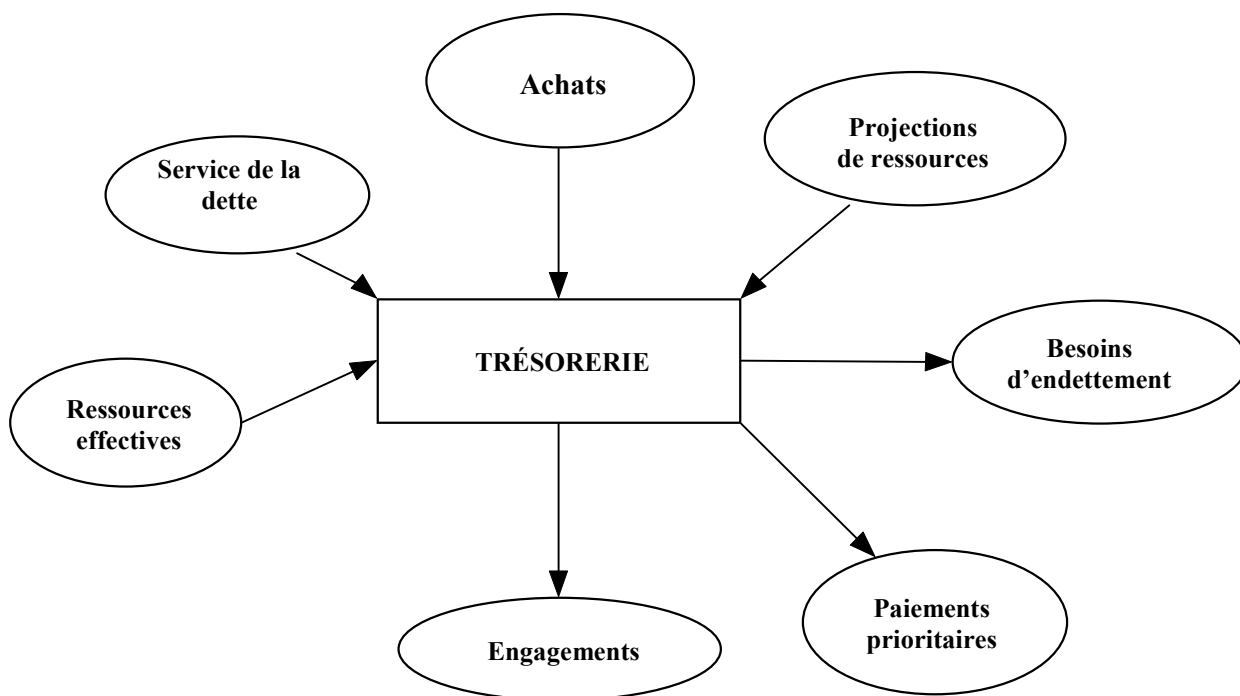 Achats
Projections
de ressources
Service de la
dette
TRÉSORERIE
Besoins
d’endettement
Ressources
effectives
Paiements
prioritaires
Engagements